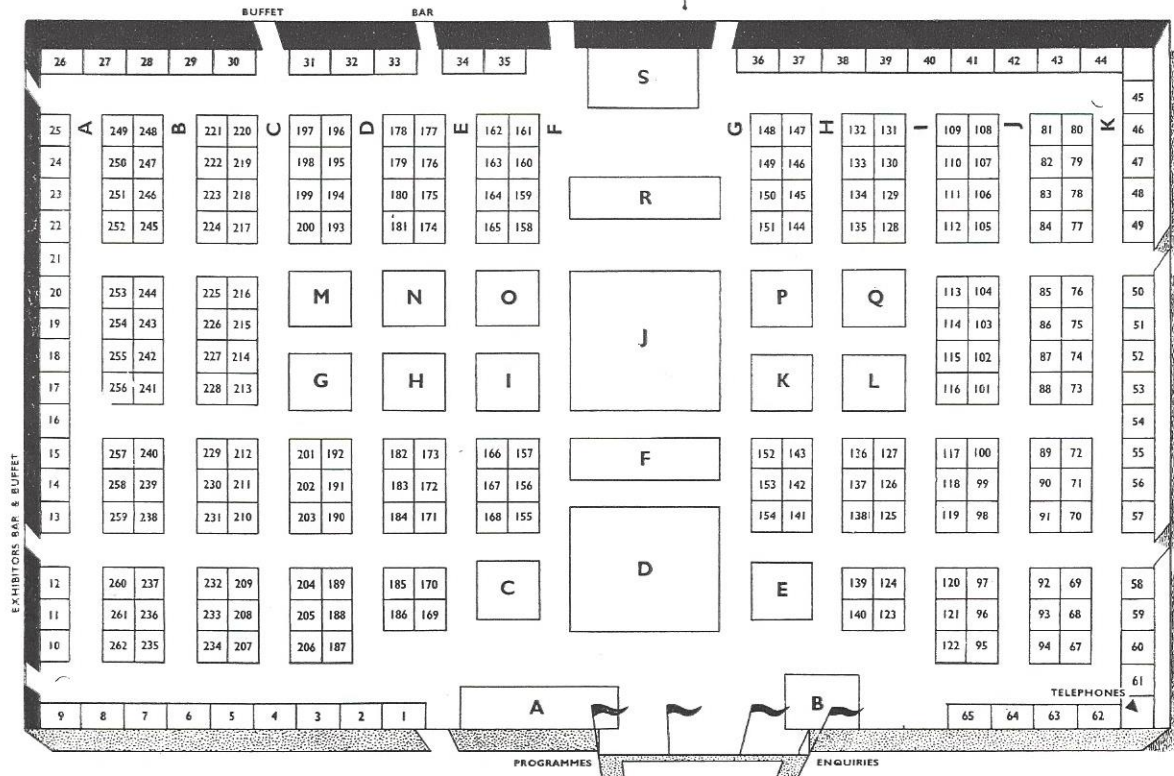 BUFFET BAR
26 27 28 29 30 31 32 33 34 35 S 36 37 38 39 40 41 42 43 44
45
25 A 249 248 B 221 220 C 197 196 D 178 177 E 162 161 F G 148 147 H 132 131 I 109 108 J 81 80 K 46
24 250 247 222 219 198 195 179 176 163 160 149 146 133 130 110 107 82 79 47
23 251 246 223 218 199 194 180 175 164 159 R 150 145 134 129 111 106 83 78 48
22 252 245 224 217 200 193 181 174 165 158 151 144 135 128 112 105 84 77 49
21
20 253 244 225 216 M N O P Q 113 104 85 76 50
19 254 243 226 215 114 103 86 75 51
J
18 255 242 227 214 115 102 87 74 52
17 256 241 228 213 G H I K L 116 101 88 73 53
16 54
15 257 240 229 212 201 192 182 173 166 157 F 152 143 136 127 117 100 89 72 55
14 258 239 230 211 202 191 183 172 167 156 153 142 137 126 118 99 90 71 56
13 259 238 231 210 203 190 184 171 168 155 154 141 138 125 119 98 91 70 57
EXHIBITORS BAR & BUFFET
12 260 237 232 209 204 189 185 170 C D E 139 124 120 97 92 69 58
11 261 236 233 208 205 188 186 169 140 123 121 96 93 68 59
10 262 235 234 207 206 187 122 95 94 67 60
61
TELEPHONES
9 8 7 6 5 4 3 2 1 A B 65 64 63 62
PROGRAMMES ENQUIRIES